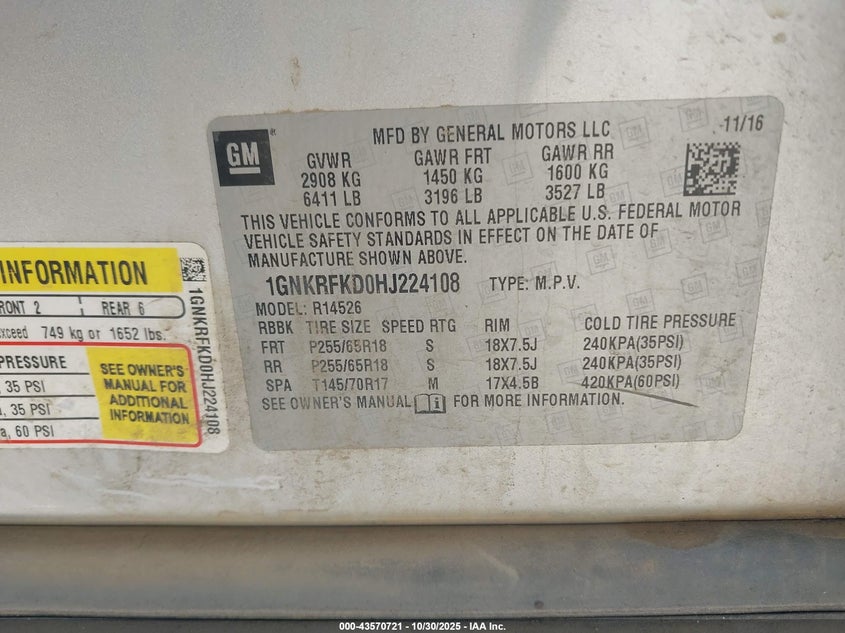 GM
MFD BY GENERAL MOTORS LLC
11/16
GVWR GAWR FRT GAWR RR
2908 KG 1450 KG 1600 KG
6411 LB 3196 LB 3527 LB
THIS VEHICLE CONFORMS TO ALL APPLICABLE U.S. FEDERAL MOTOR
VEHICLE SAFETY STANDARDS IN EFFECT ON THE DATE OF
MANUFACTURE SHOWN ABOVE.
1GNKRFKD0HJ224108 TYPE: M.P.V.
MODEL: R14526
RBBK TIRE SIZE SPEED RTG RIM COLD TIRE PRESSURE
FRT P255/65R18 S 18X7.5J 240KPA(35PSI)
RR P255/65R18 S 18X7.5J 240KPA(35PSI)
SPA T145/70R17 M 17X4.5B 420KPA(60PSI)
SEE OWNER'S MANUAL FOR MORE INFORMATION.
INFORMATION
RONT 2 REAR 6
xceed 749 kg or 1652 lbs.
PRESSURE
, 35 PSI
, 35 PSI
a, 60 PSI
SEE OWNER'S
MANUAL FOR
ADDITIONAL
INFORMATION
1GNKRFKD0HJ224108
000-43570721 - 10/30/2025 - IAA Inc.